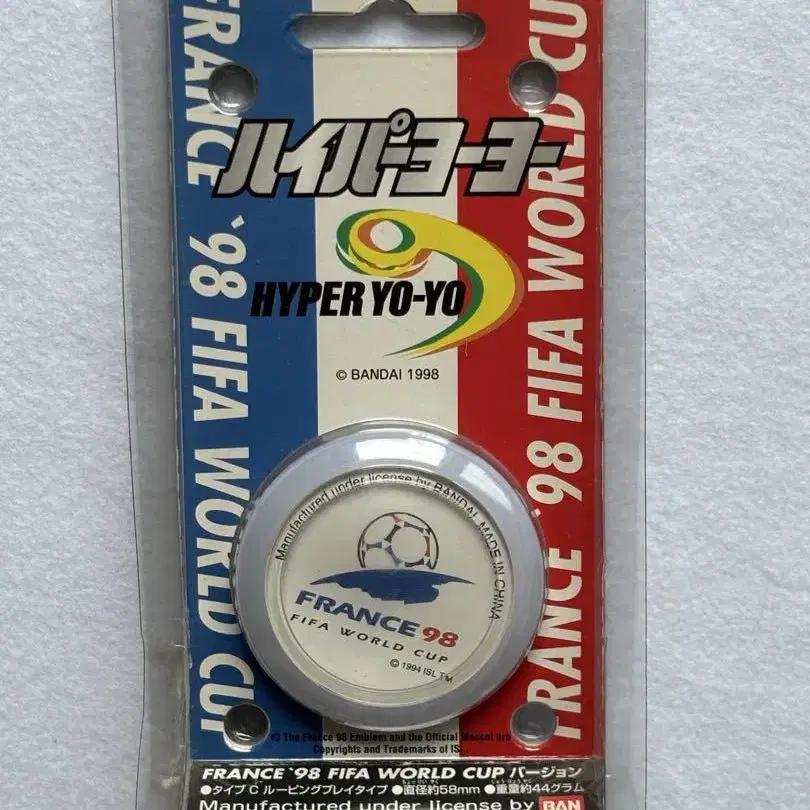 FRANCE '98 FIFA WORLD CUP
ハイパーヨーヨー
HYPER YO-YO
© BANDAI 1998
FRANCE '98 FIFA WORLD CU
Manufactured under license by BANDAI. MADE IN CHINA
FRANCE 98
FIFA WORLD CUP
© 1994 ISL TM
© The France 98 Emblem and the Official Mascot are
Copyrights and Trademarks of IS
FRANCE '98 FIFA WORLD CUP バージョン
●タイプ C ルーピングプレイタイプ ●直径約58mm ●重量約44グラム
Manufactured under license by BAN